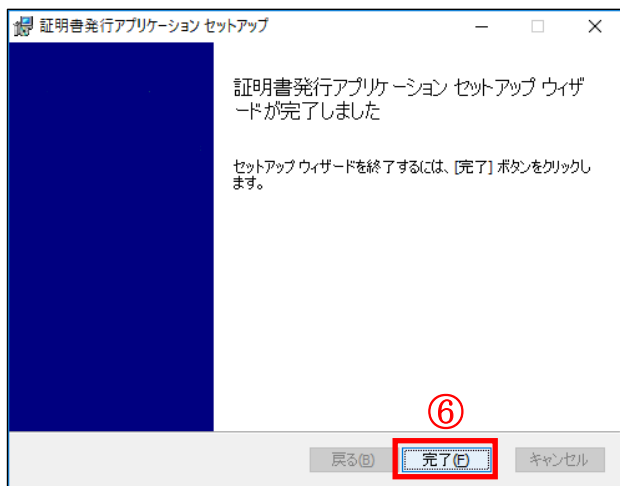 証明書発行アプリケーション セットアップ
証明書発行アプリケーション セットアップ ウィザ
ードが完了しました
セットアップ ウィザードを終了するには、[完了] ボタンをクリックし
ます。
⑥
戻る(B) 完了(F) キャンセル